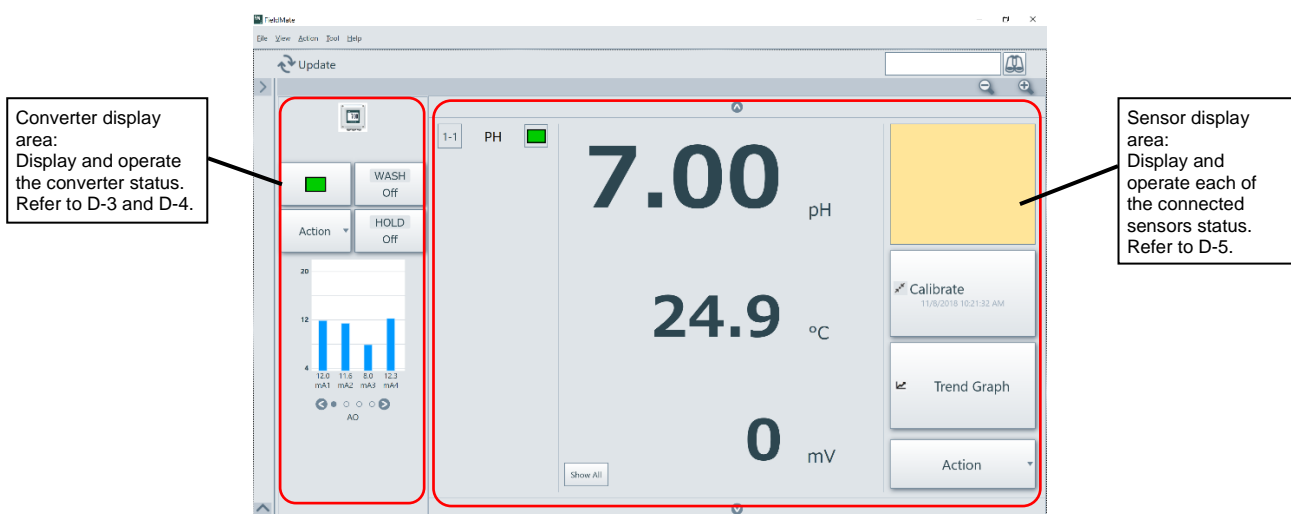 FieldMate
File View Action Tool Help
Update
Converter display
area:
Display and operate
the converter status.
Refer to D-3 and D-4.
WASH
Off
Action
HOLD
Off
20
12
4
12.0 11.6 8.0 12.3
mA1 mA2 mA3 mA4
AO
1-1 PH
7.00 pH
24.9 °C
0 mV
Show All
Calibrate
11/8/2018 10:21:32 AM
Trend Graph
Action
Sensor display
area:
Display and
operate each of
the connected
sensors status.
Refer to D-5.